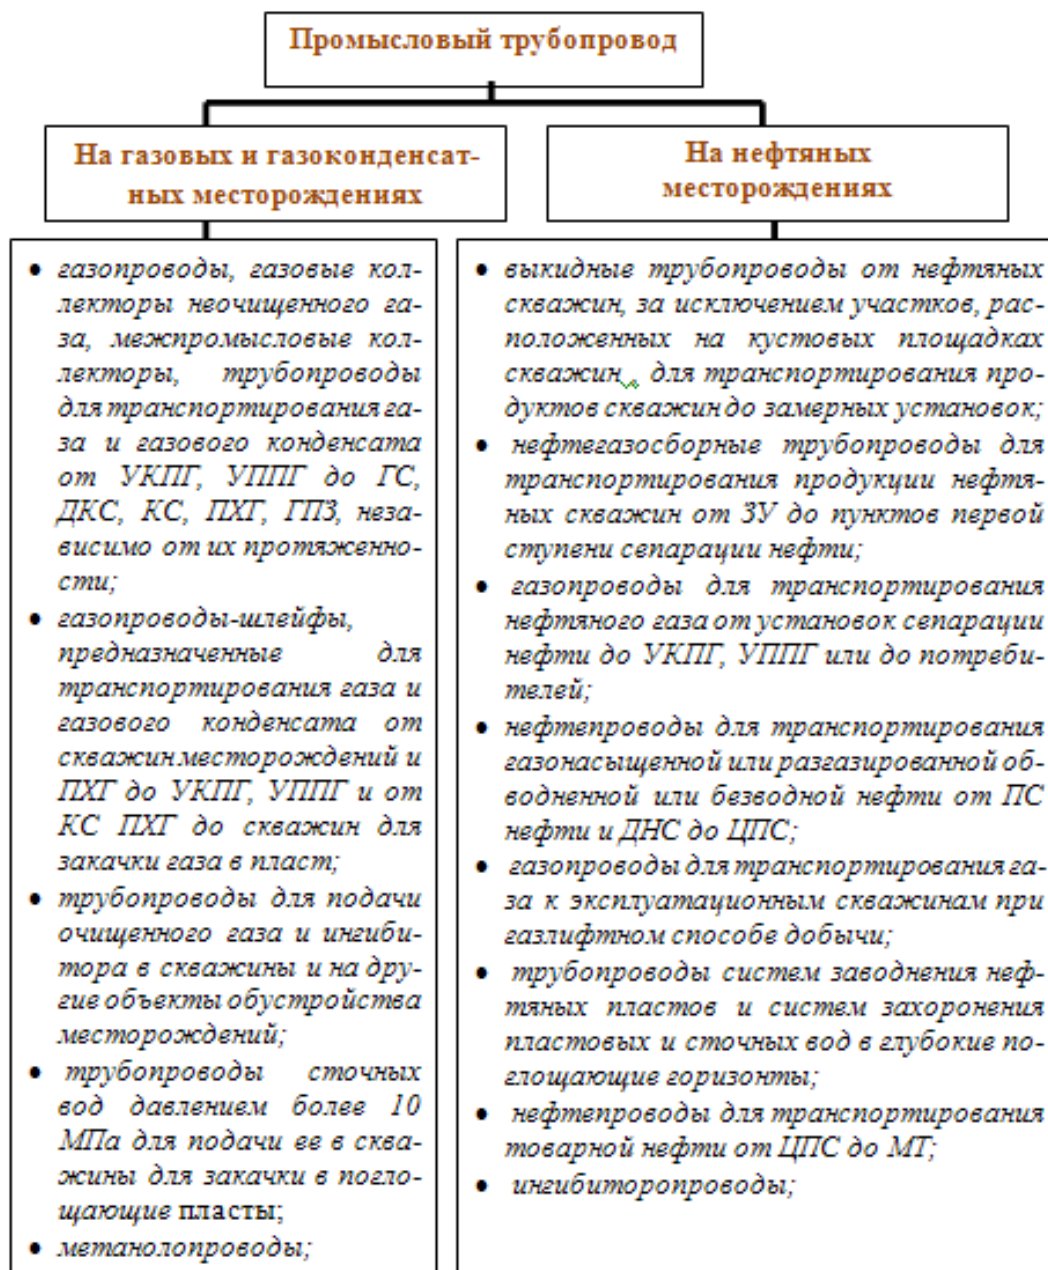 Промысловый трубопровод
На газовых и газоконденсат-
ных месторождениях
На нефтяных
месторождениях
• газопроводы, газовые кол-
лекторы неочищенного га-
за, межпромысловые кол-
лекторы, трубопроводы
для транспортирования га-
за и газового конденсата
от УКПГ, УППГ до ГС,
ДКС, КС, ПХГ, ГПЗ, неза-
висимо от их протяженно-
сти;
• газопроводы-шлейфы,
предназначенные для
транспортирования газа и
газового конденсата от
скважин месторождений и
ПХГ до УКПГ, УППГ и от
КС ПХГ до скважин для
закачки газа в пласт;
• трубопроводы для подачи
очищенного газа и ингиби-
тора в скважины и на дру-
гие объекты обустройства
месторождений;
• трубопроводы сточных
вод давлением более 10
МПа для подачи ее в сква-
жины для закачки в погло-
щающие пласты;
• метанолопроводы;
• выкидные трубопроводы от нефтяных
скважин, за исключением участков, рас-
положенных на кустовых площадках
скважин , для транспортирования про-
дуктов скважин до замерных установок;
• нефтегазосборные трубопроводы для
транспортирования продукции нефтя-
ных скважин от ЗУ до пунктов первой
ступени сепарации нефти;
• газопроводы для транспортирования
нефтяного газа от установок сепарации
нефти до УКПГ, УППГ или до потреби-
телей;
• нефтепроводы для транспортирования
газонасыщенной или разгазированной об-
водненной или безводной нефти от ПС
нефти и ДНС до ЦПС;
• газопроводы для транспортирования га-
за к эксплуатационным скважинам при
газлифтном способе добычи;
• трубопроводы систем заводнения неф-
тяных пластов и систем захоронения
пластовых и сточных вод в глубокие по-
глощающие горизонты;
• нефтепроводы для транспортирования
товарной нефти от ЦПС до МТ;
• ингибиторопроводы;